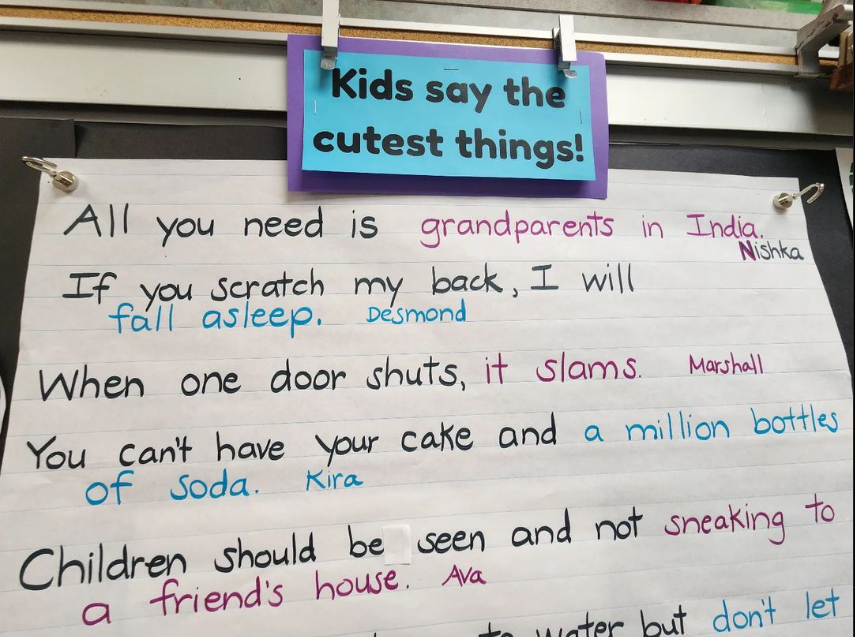 Kids say the
cutest things!
All you need is grandparents in India.
Nishka
If you scratch my back, I will
fall asleep. Desmond
When one door shuts, it slams. Marshall
You can't have your cake and a million bottles
of soda. Kira
Children should be seen and not sneaking to
a friend's house. Ava
to water but don't let